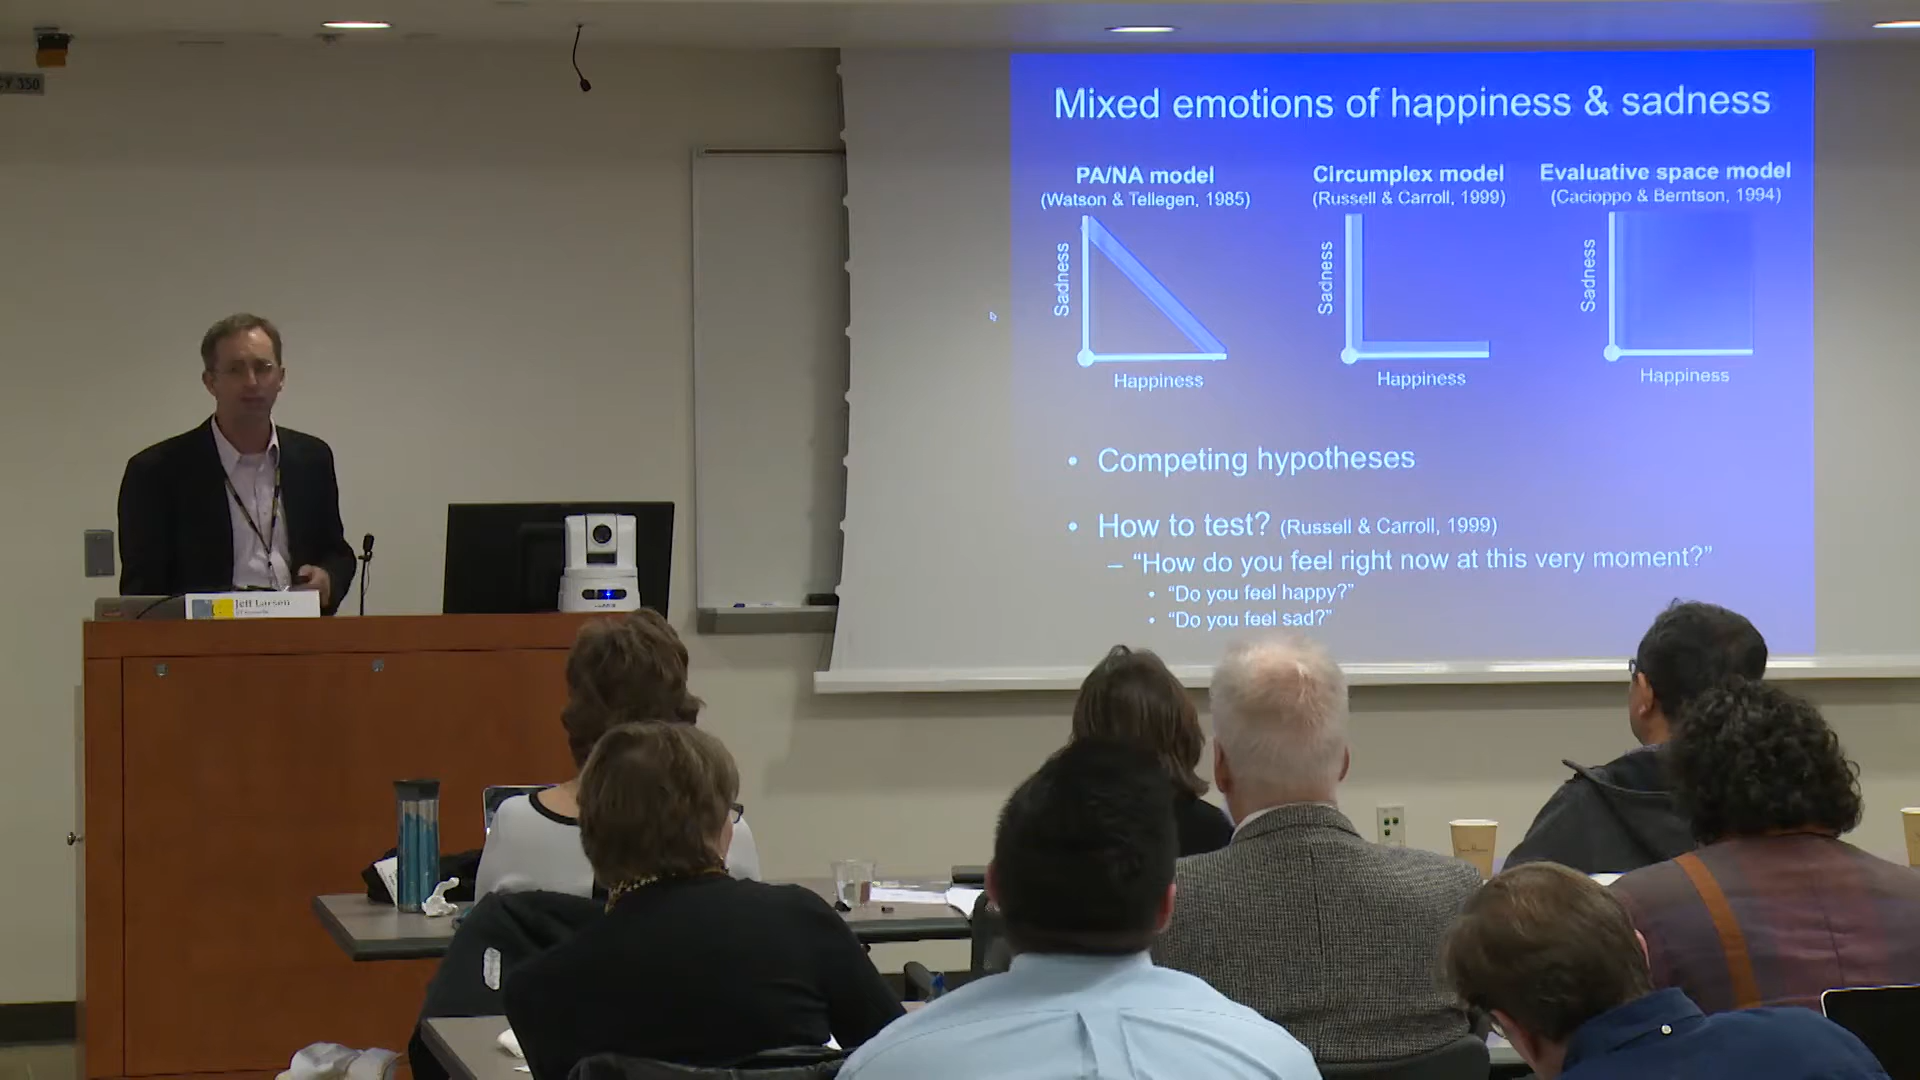 CY 350
Mixed emotions of happiness & sadness
PA/NA model
(Watson & Tellegen, 1985)
Sadness
Happiness
Circumplex model
(Russell & Carroll, 1999)
Sadness
Happiness
Evaluative space model
(Cacioppo & Berntson, 1994)
Sadness
Happiness
• Competing hypotheses
• How to test? (Russell & Carroll, 1999)
– “How do you feel right now at this very moment?”
• “Do you feel happy?”
• “Do you feel sad?”
Jeff Larsen